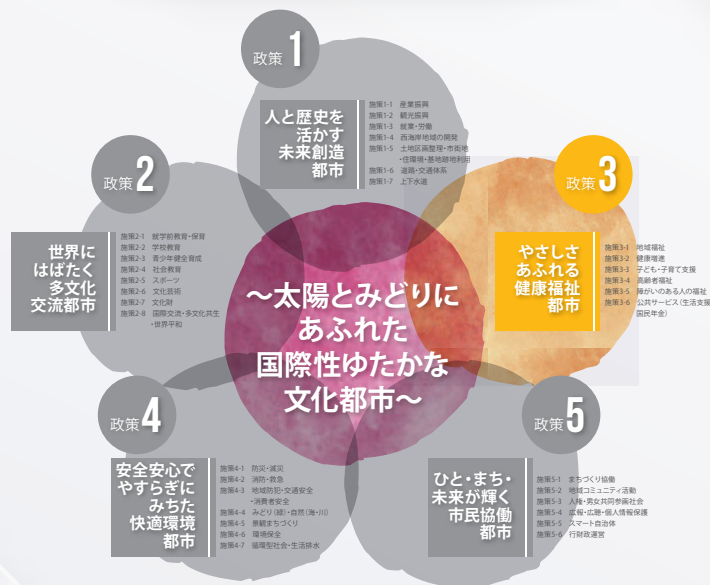 政策1
人と歴史を
活かす
未来創造
都市
施策1-1 産業振興
施策1-2 観光振興
施策1-3 就業・労働
施策1-4 西海岸地域の開発
施策1-5 土地区画整理・市街地
・住環境・基地跡地利用
施策1-6 道路・交通体系
施策1-7 上下水道
政策2
世界に
はばたく
多文化
交流都市
施策2-1 就学前教育・保育
施策2-2 学校教育
施策2-3 青少年健全育成
施策2-4 社会教育
施策2-5 スポーツ
施策2-6 文化芸術
施策2-7 文化財
施策2-8 国際交流・多文化共生
・世界平和
政策3
やさしさ
あふれる
健康福祉
都市
施策3-1 地域福祉
施策3-2 健康増進
施策3-3 子ども・子育て支援
施策3-4 高齢者福祉
施策3-5 障がいのある人の福祉
施策3-6 公共サービス(生活支援
国民年金)
〜太陽とみどりに
あふれた
国際性ゆたかな
文化都市〜
政策4
安全安心で
やすらぎに
みちた
快適環境
都市
施策4-1 防災・減災
施策4-2 消防・救急
施策4-3 地域防犯・交通安全
・消費者安全
施策4-4 みどり(緑)・自然(海・川)
施策4-5 景観まちづくり
施策4-6 環境保全
施策4-7 循環型社会・生活排水
政策5
ひと・まち・
未来が輝く
市民協働
都市
施策5-1 まちづくり協働
施策5-2 地域コミュニティ活動
施策5-3 人権・男女共同参画社会
施策5-4 広報・広聴・個人情報保護
施策5-5 スマート自治体
施策5-6 行財政運営